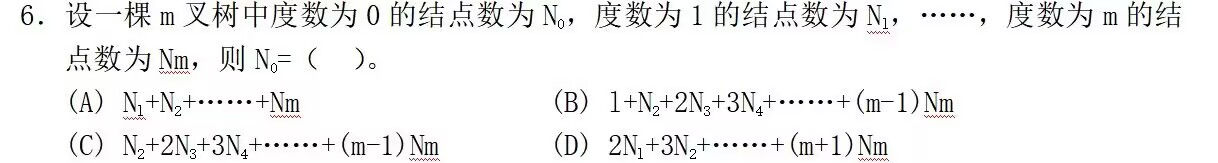 6. 设一棵 m 叉树中度数为 0 的结点数为 N₀，度数为 1 的结点数为 N₁，……，度数为 m 的结
点数为 Nm，则 N₀=（　）。
(A) N₁+N₂+……+Nm (B) 1+N₂+2N₃+3N₄+……+(m-1)Nm
(C) N₂+2N₃+3N₄+……+(m-1)Nm (D) 2N₁+3N₂+……+(m+1)Nm